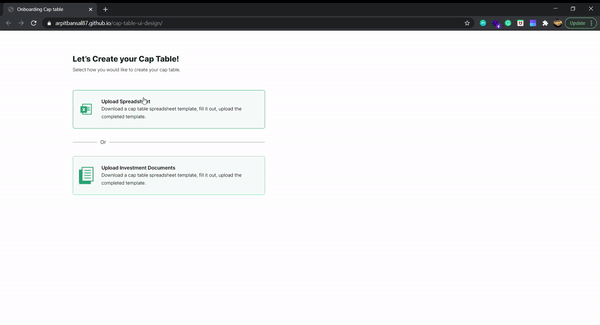 Onboarding Cap table
arpitbansal87.github.io/cap-table-ui-design/
Update
Let's Create your Cap Table!
Select how you would like to create your cap table.
Upload Spreadsheet
Download a cap table spreadsheet template, fill it out, upload the
completed template.
Or
Upload Investment Documents
Download a cap table spreadsheet template, fill it out, upload the
completed template.